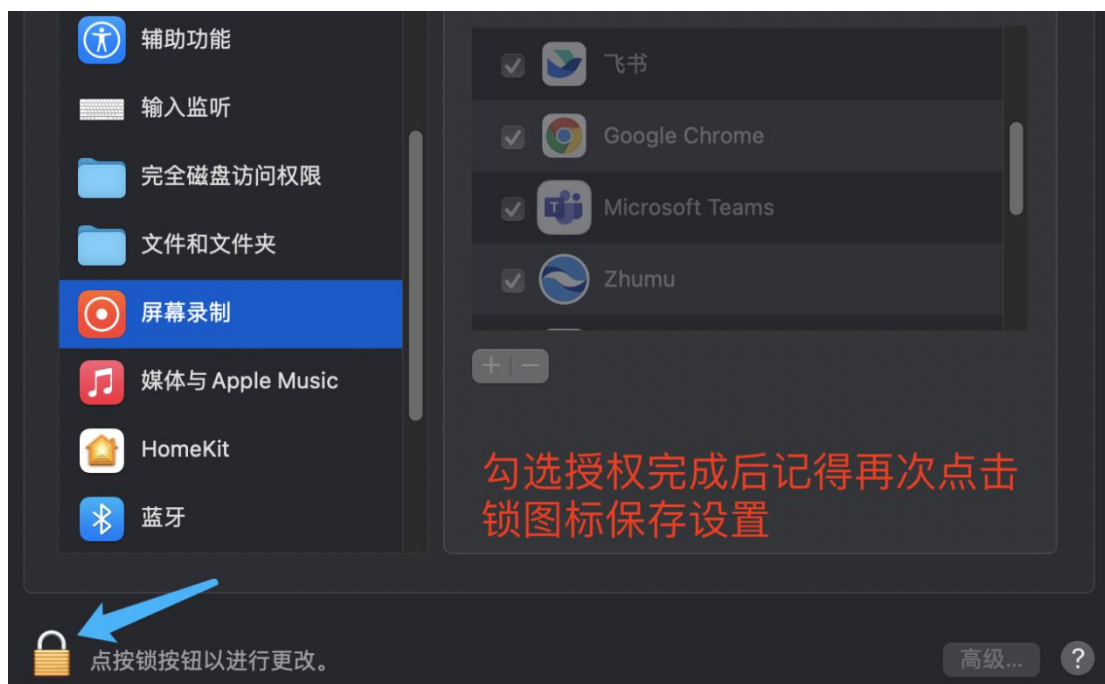 辅助功能
输入监听
完全磁盘访问权限
文件和文件夹
屏幕录制
媒体与 Apple Music
HomeKit
蓝牙
飞书
Google Chrome
Microsoft Teams
Zhumu
勾选授权完成后记得再次点击
锁图标保存设置
点按锁按钮以进行更改。
高级...
?